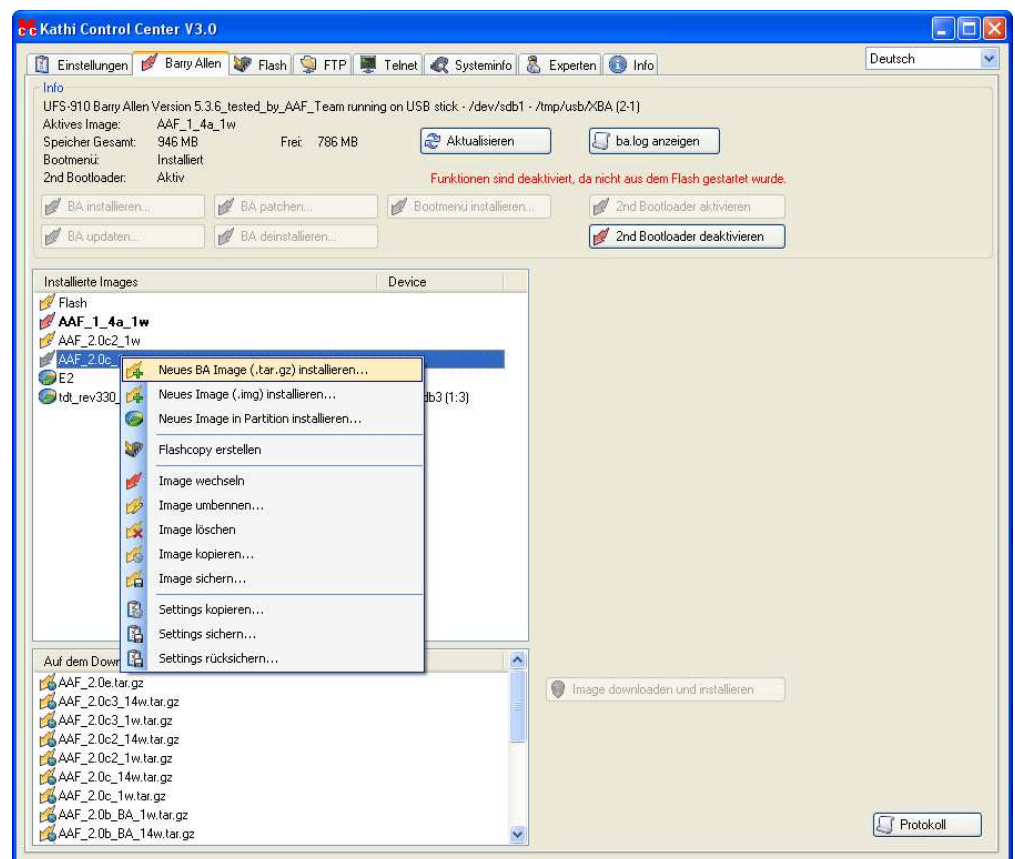 Kathi Control Center V3.0
Einstellungen Barry Allen Flash FTP Telnet Systeminfo Experten Info
Deutsch
Info
UFS-910 Barry Allen Version 5.3.6_tested_by_AAF_Team running on USB stick - /dev/sdb1 - /tmp/usb/XBA (2-1)
Aktives Image: AAF_1_4a_1w
Speicher Gesamt: 946 MB Frei: 786 MB
Aktualisieren
ba.log anzeigen
Bootmenü: Installiert
2nd Bootloader: Aktiv
Funktionen sind deaktiviert, da nicht aus dem Flash gestartet wurde.
BA installieren... BA patchen... Bootmenü installieren... 2nd Bootloader aktivieren
BA updaten... BA deinstallieren... 2nd Bootloader deaktivieren
Installierte Images Device
Flash
AAF_1_4a_1w
AAF_2.0c2_1w
AAF_2.0c_
E2
tdt_rev330_ db3 (1:3)
Neues BA Image (.tar.gz) installieren...
Neues Image (.img) installieren...
Neues Image in Partition installieren...
Flashcopy erstellen
Image wechseln
Image umbennen...
Image löschen
Image kopieren...
Image sichern...
Settings kopieren...
Settings sichern...
Settings rücksichern...
Auf dem Down
AAF_2.0e.tar.gz
AAF_2.0c3_14w.tar.gz
AAF_2.0c3_1w.tar.gz
AAF_2.0c2_14w.tar.gz
AAF_2.0c2_1w.tar.gz
AAF_2.0c_14w.tar.gz
AAF_2.0c_1w.tar.gz
AAF_2.0b_BA_1w.tar.gz
AAF_2.0b_BA_14w.tar.gz
Image downloaden und installieren
Protokoll